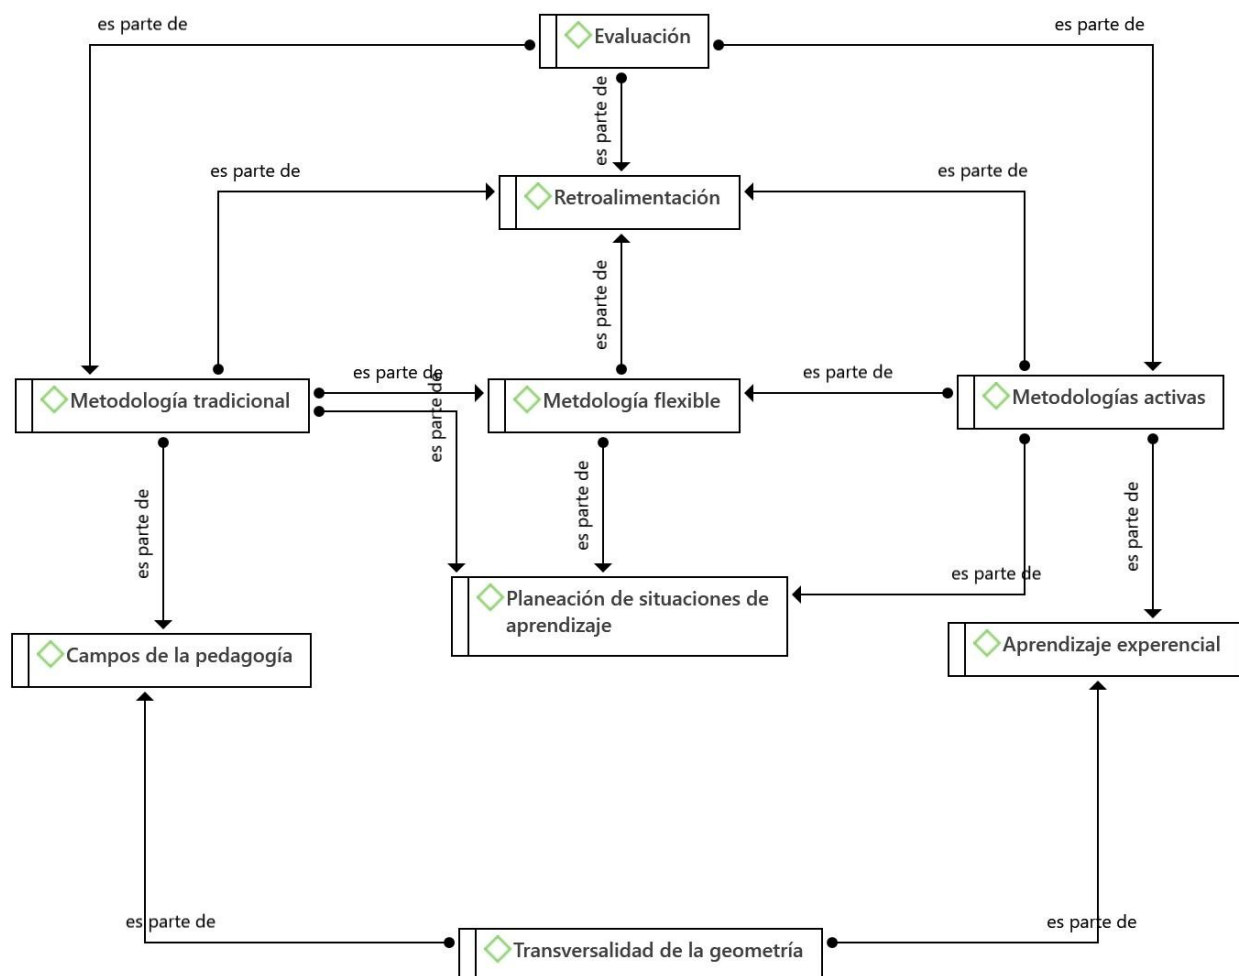 es parte de
Evaluación
es parte de
es parte de
es parte de
Retroalimentación
es parte de
es parte de
es parte de
Metodología tradicional
es parte de
Metdología flexible
es parte de
Metodologías activas
es parte de
es parte de
es parte de
es parte de
es parte de
Planeación de situaciones de
aprendizaje
Campos de la pedagogía
Aprendizaje experencial
es parte de
Transversalidad de la geometría
es parte de